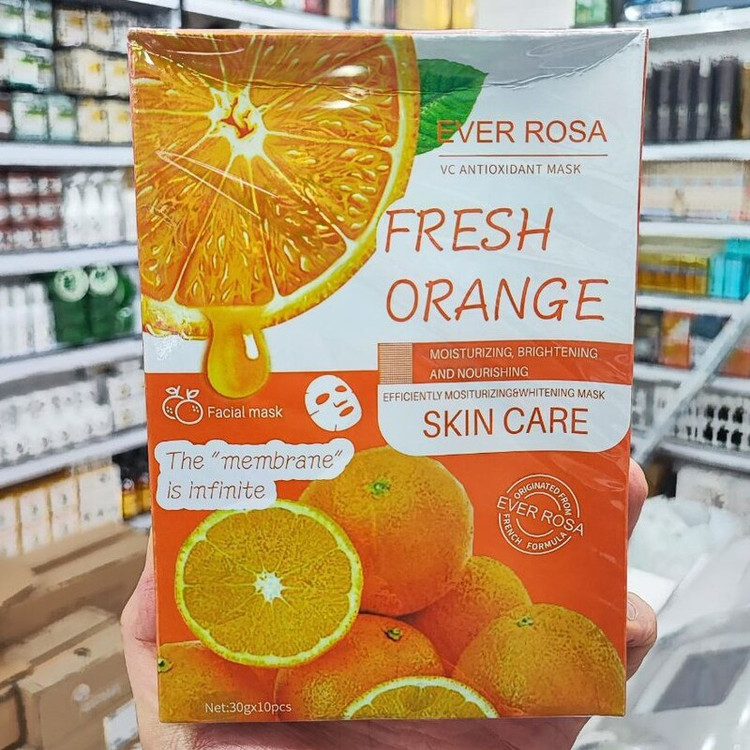 EVER ROSA
VC ANTIOXIDANT MASK
FRESH
ORANGE
MOISTURIZING, BRIGHTENING
AND NOURISHING
EFFICIENTLY MOSITURIZING&WHITENING MASK
SKIN CARE
Facial mask
The "membrane"
is infinite
ORIGINATED FROM
EVER ROSA
FRENCH FORMULA
Net:30gx10pcs